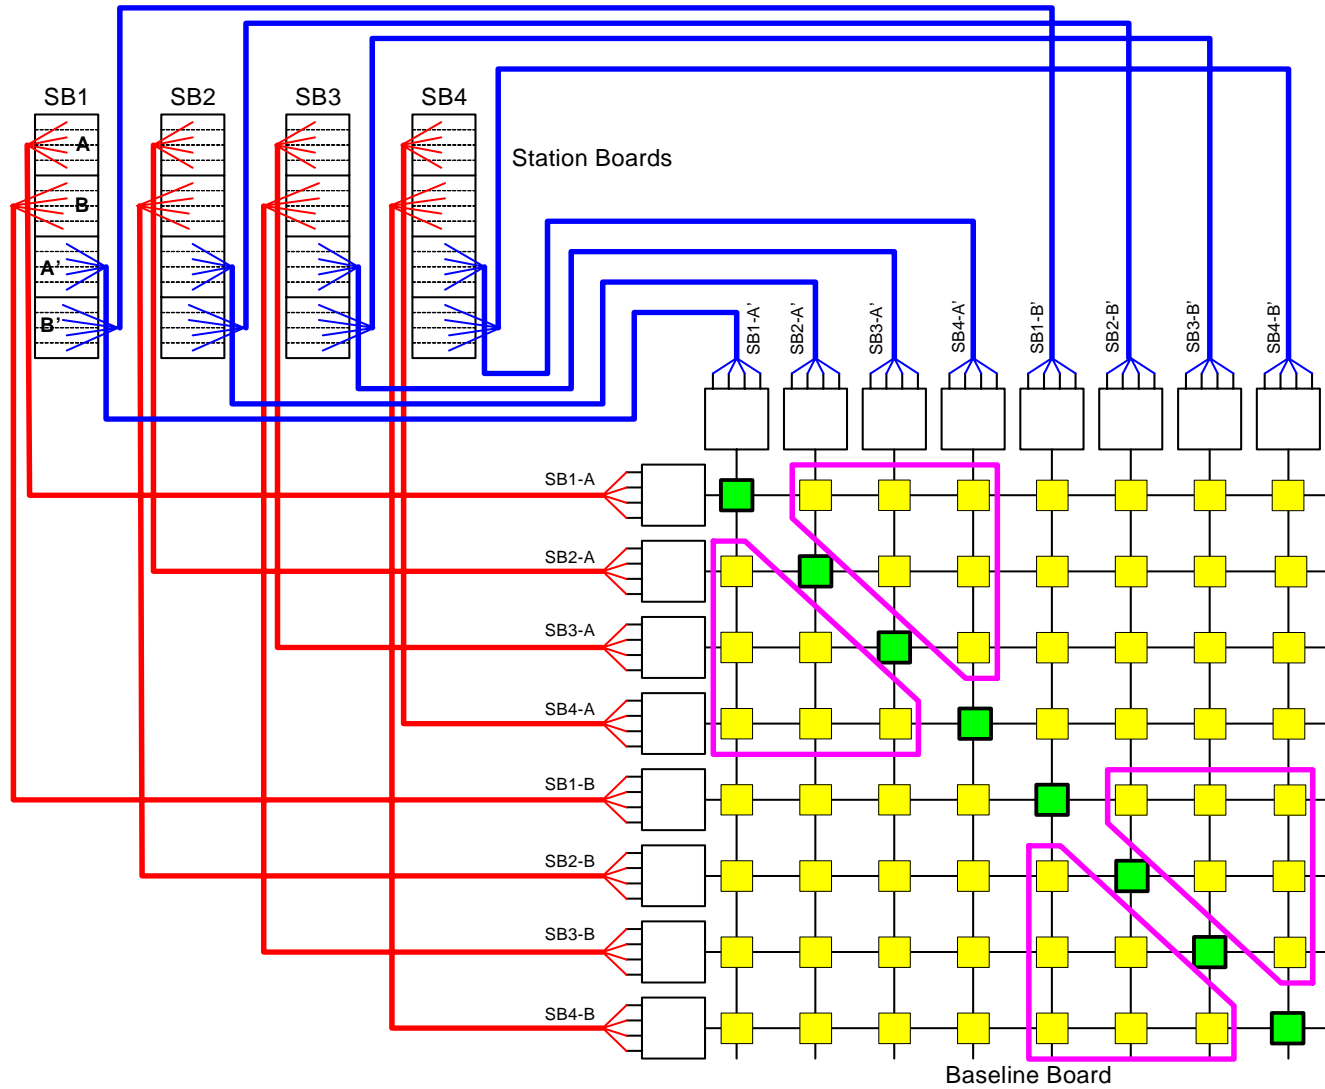 SB1
SB2
SB3
SB4
A
B
A’
B’
Station Boards
SB1-A’
SB2-A’
SB3-A’
SB4-A’
SB1-B’
SB2-B’
SB3-B’
SB4-B’
SB1-A
SB2-A
SB3-A
SB4-A
SB1-B
SB2-B
SB3-B
SB4-B
Baseline Board